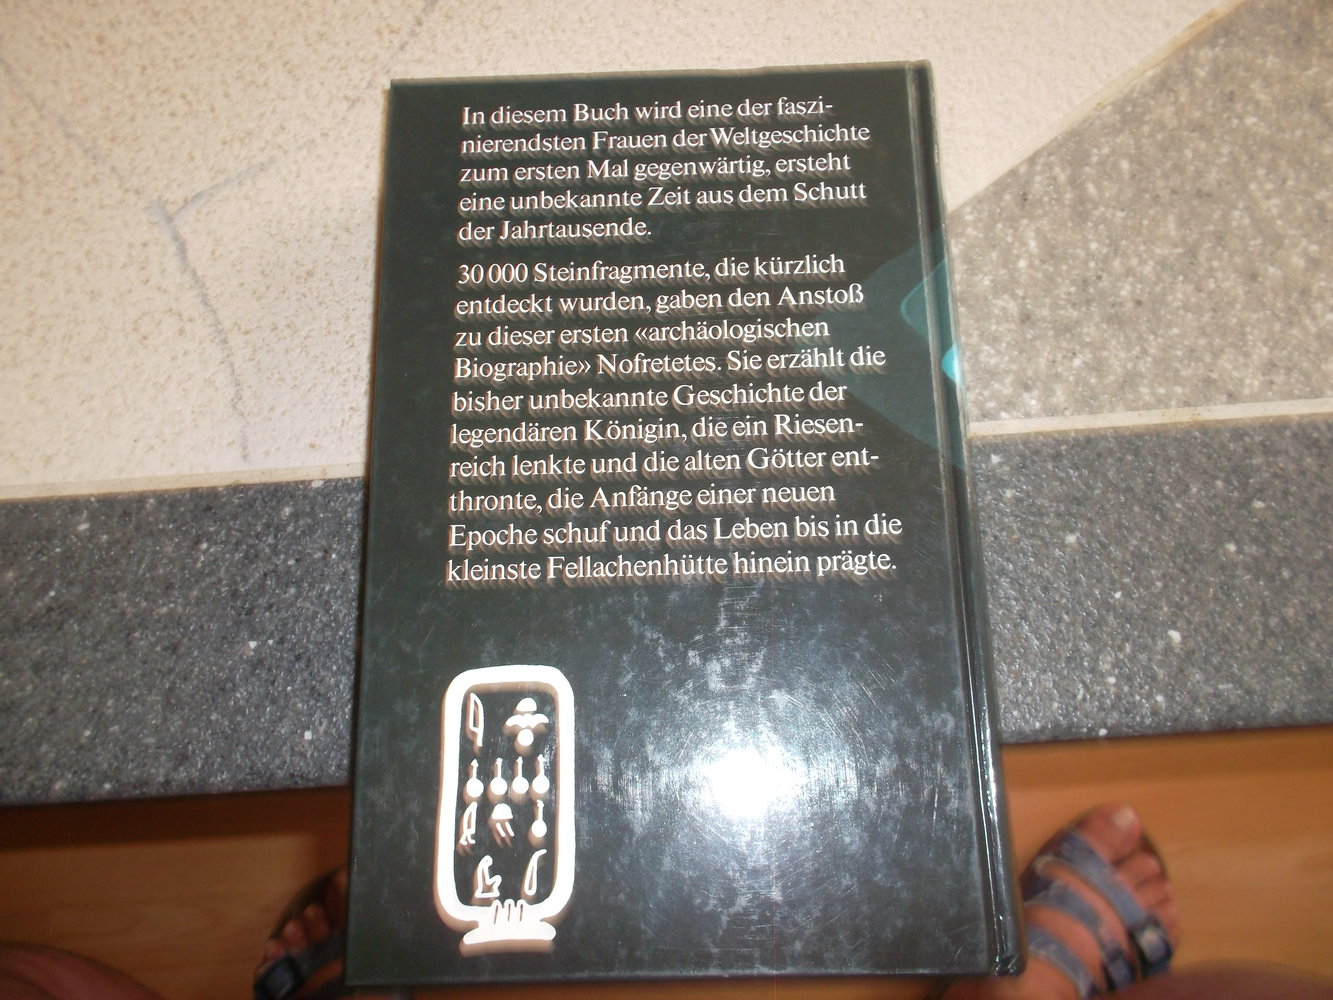 In diesem Buch wird eine der faszi-
nierendsten Frauen der Weltgeschichte
zum ersten Mal gegenwärtig, ersteht
eine unbekannte Zeit aus dem Schutt
der Jahrtausende.
30 000 Steinfragmente, die kürzlich
entdeckt wurden, gaben den Anstoß
zu dieser ersten «archäologischen
Biographie» Nofretetes. Sie erzählt die
bisher unbekannte Geschichte der
legendären Königin, die ein Riesen-
reich lenkte und die alten Götter ent-
thronte, die Anfänge einer neuen
Epoche schuf und das Leben bis in die
kleinste Fellachenhütte hinein prägte.